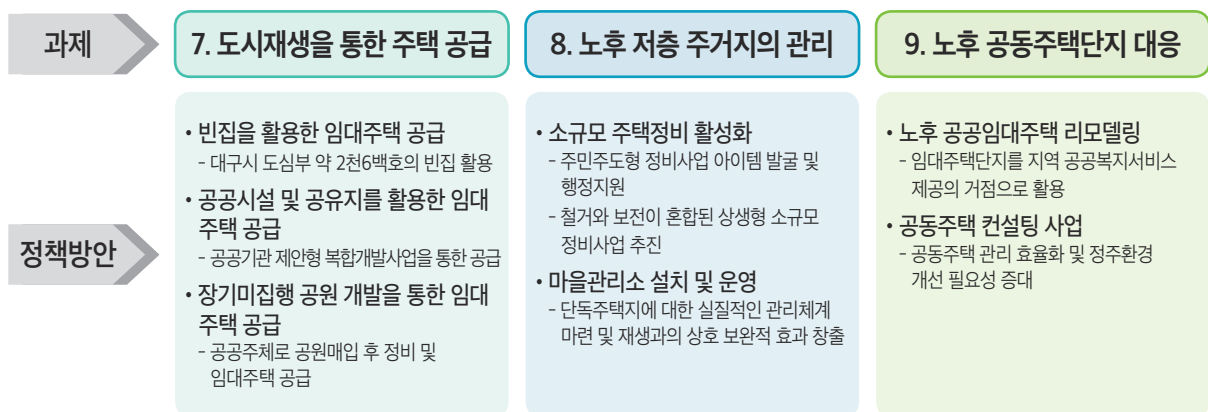 과제
7. 도시재생을 통한 주택 공급
8. 노후 저층 주거지의 관리
9. 노후 공동주택단지 대응
정책방안
• 빈집을 활용한 임대주택 공급
- 대구시 도심부 약 2천6백호의 빈집 활용
• 공공시설 및 공유지를 활용한 임대
주택 공급
- 공공기관 제안형 복합개발사업을 통한 공급
• 장기미집행 공원 개발을 통한 임대
주택 공급
- 공공주체로 공원매입 후 정비 및
임대주택 공급
• 소규모 주택정비 활성화
- 주민주도형 정비사업 아이템 발굴 및
행정지원
- 철거와 보전이 혼합된 상생형 소규모
정비사업 추진
• 마을관리소 설치 및 운영
- 단독주택지에 대한 실질적인 관리체계
마련 및 재생과의 상호 보완적 효과 창출
• 노후 공공임대주택 리모델링
- 임대주택단지를 지역 공공복지서비스
제공의 거점으로 활용
• 공동주택 컨설팅 사업
- 공동주택 관리 효율화 및 정주환경
개선 필요성 증대